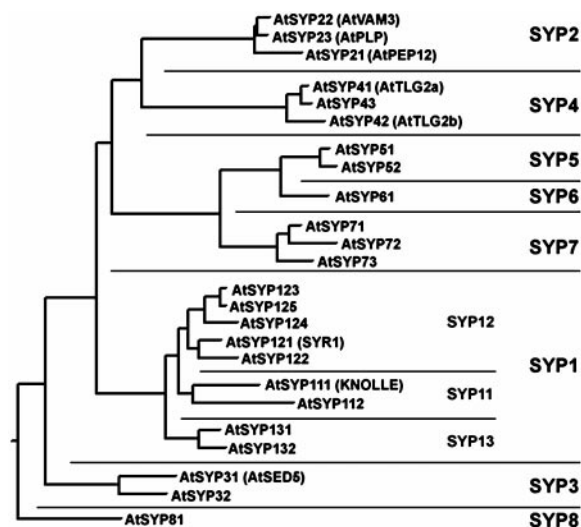 AtSYP22 (AtVAM3)
AtSYP23 (AtPLP)
AtSYP21 (AtPEP12)
SYP2
AtSYP41 (AtTLG2a)
AtSYP43
AtSYP42 (AtTLG2b)
SYP4
AtSYP51
AtSYP52
SYP5
AtSYP61
SYP6
AtSYP71
AtSYP72
AtSYP73
SYP7
AtSYP123
AtSYP125
AtSYP124
AtSYP121 (SYR1)
AtSYP122
SYP12
SYP1
AtSYP111 (KNOLLE)
AtSYP112
SYP11
AtSYP131
AtSYP132
SYP13
AtSYP31 (AtSED5)
AtSYP32
SYP3
AtSYP81
SYP8